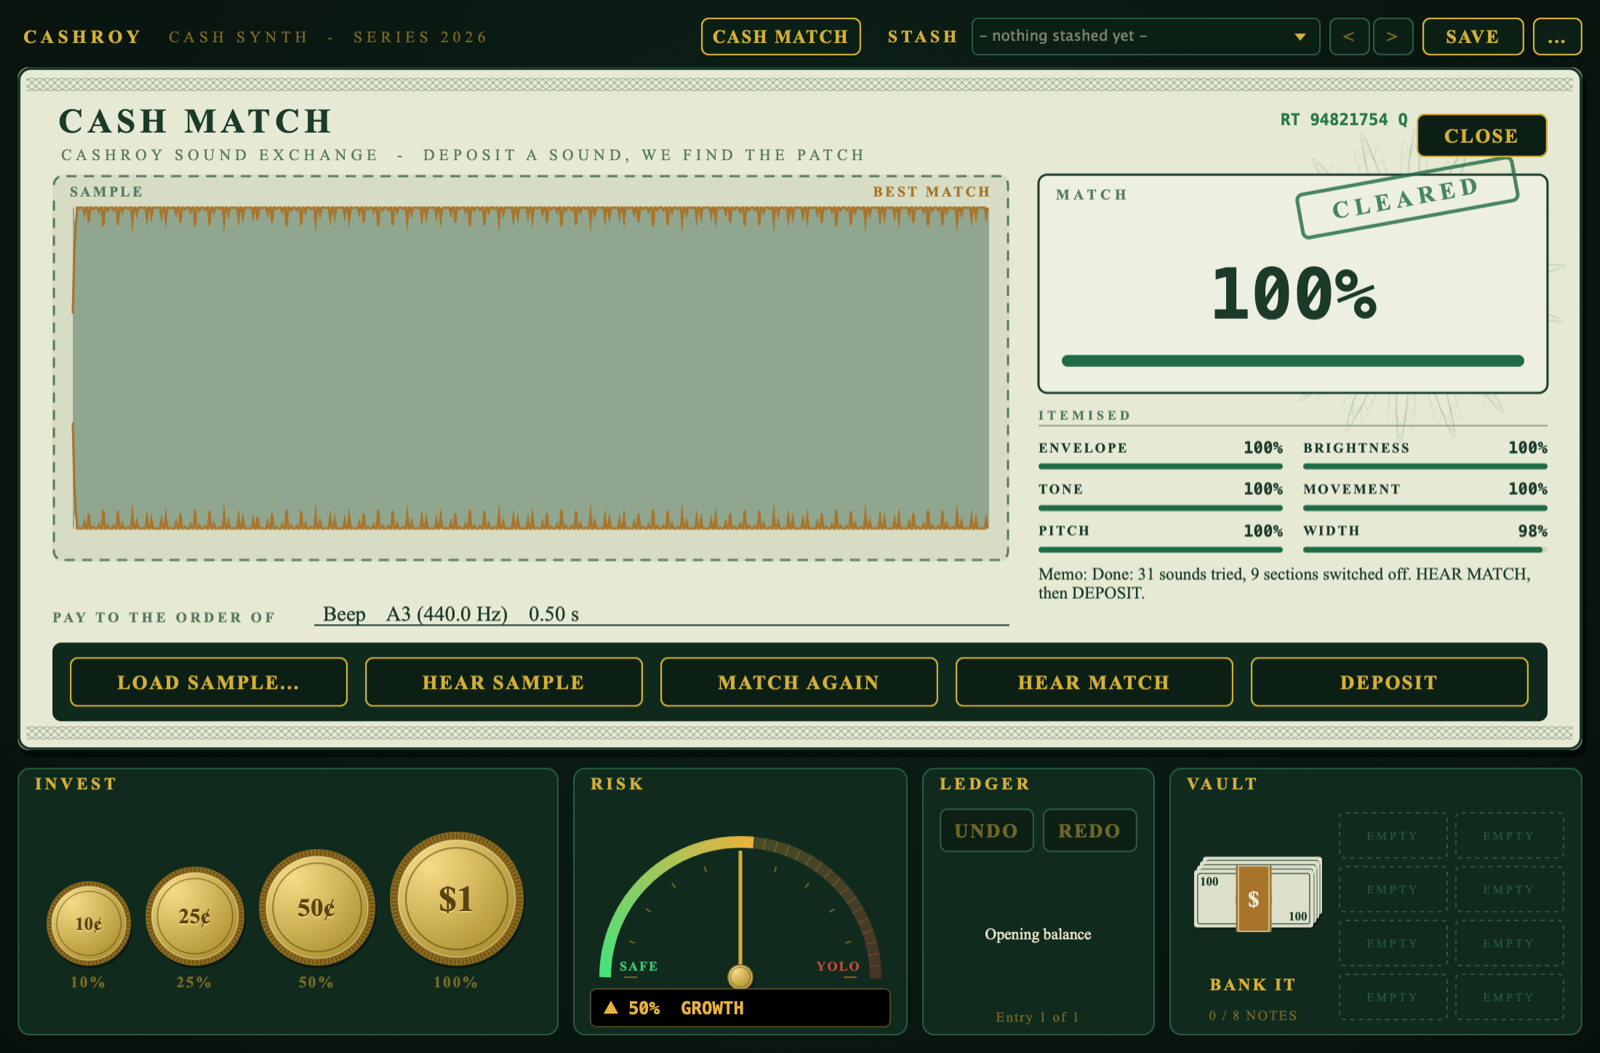 CASHROY CASH SYNTH - SERIES 2026 CASH MATCH STASH – nothing stashed yet – < > SAVE ...
CASH MATCH
RT 94821754 Q CLOSE
CASHROY SOUND EXCHANGE - DEPOSIT A SOUND, WE FIND THE PATCH
SAMPLE BEST MATCH
MATCH CLEARED
100%
ITEMISED
ENVELOPE 100% BRIGHTNESS 100%
TONE 100% MOVEMENT 100%
PITCH 100% WIDTH 98%
Memo: Done: 31 sounds tried, 9 sections switched off. HEAR MATCH,
then DEPOSIT.
PAY TO THE ORDER OF Beep A3 (440.0 Hz) 0.50 s
LOAD SAMPLE... HEAR SAMPLE MATCH AGAIN HEAR MATCH DEPOSIT
INVEST
10¢ 25¢ 50¢ $1
10% 25% 50% 100%
RISK
SAFE YOLO
50% GROWTH
LEDGER
UNDO REDO
Opening balance
Entry 1 of 1
VAULT
100 $ 100
BANK IT
0 / 8 NOTES
EMPTY EMPTY
EMPTY EMPTY
EMPTY EMPTY
EMPTY EMPTY